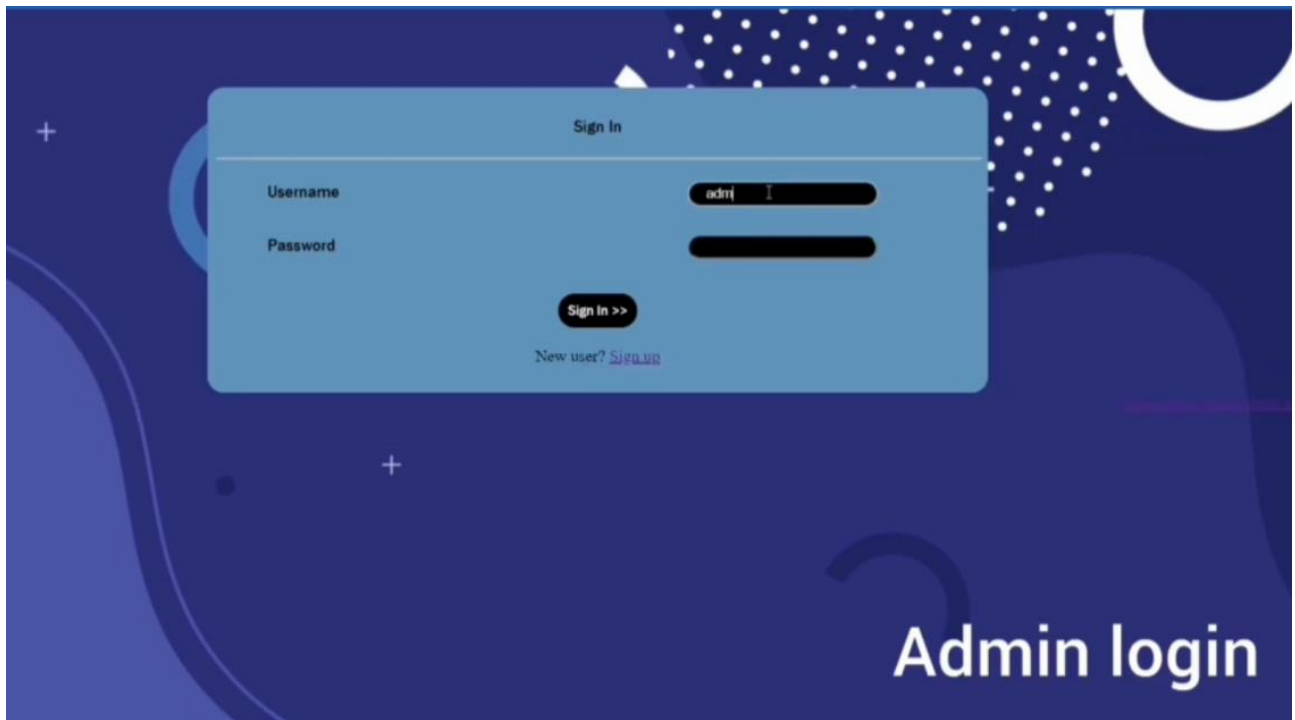 Sign In
Username
adm
Password
Sign In >>
New user? Sign up
Admin login